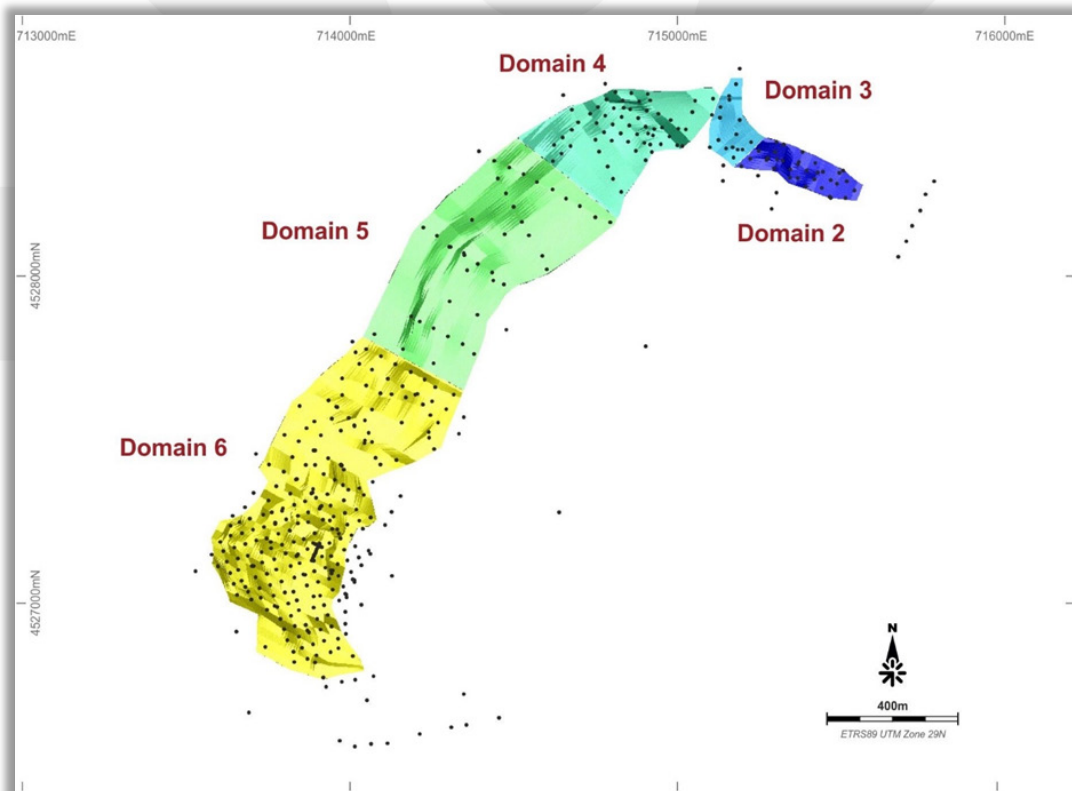 713000mE
714000mE
715000mE
716000mE
Domain 4
Domain 3
Domain 5
Domain 2
4528000mN
Domain 6
4527000mN
N
400m
ETRS89 UTM Zone 29N